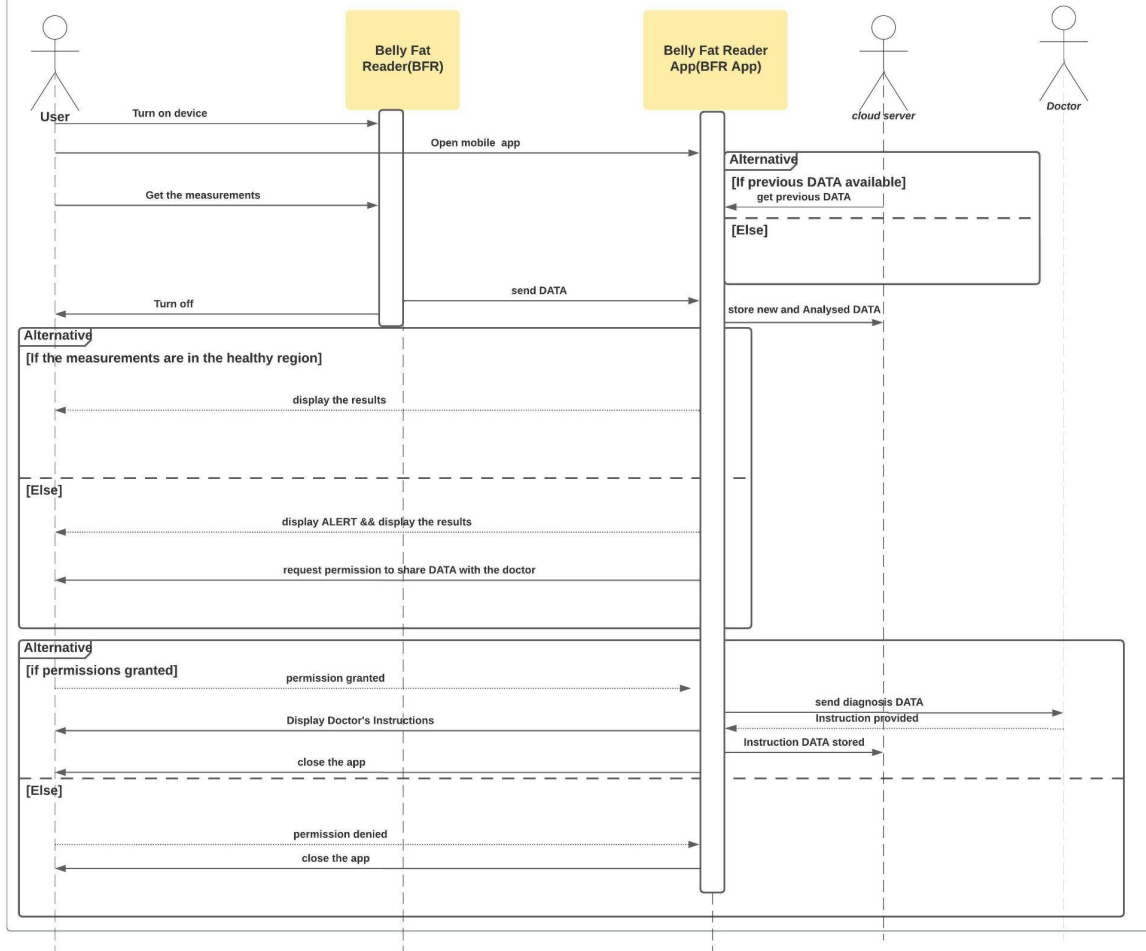 Belly Fat
Reader(BFR)
Belly Fat Reader
App(BFR App)
User
cloud server
Doctor
Turn on device
Open mobile app
Alternative
[If previous DATA available]
get previous DATA
Get the measurements
[Else]
send DATA
Turn off
store new and Analysed DATA
Alternative
[If the measurements are in the healthy region]
display the results
[Else]
display ALERT && display the results
request permission to share DATA with the doctor
Alternative
[if permissions granted]
permission granted
send diagnosis DATA
Display Doctor's Instructions
Instruction provided
Instruction DATA stored
close the app
[Else]
permission denied
close the app